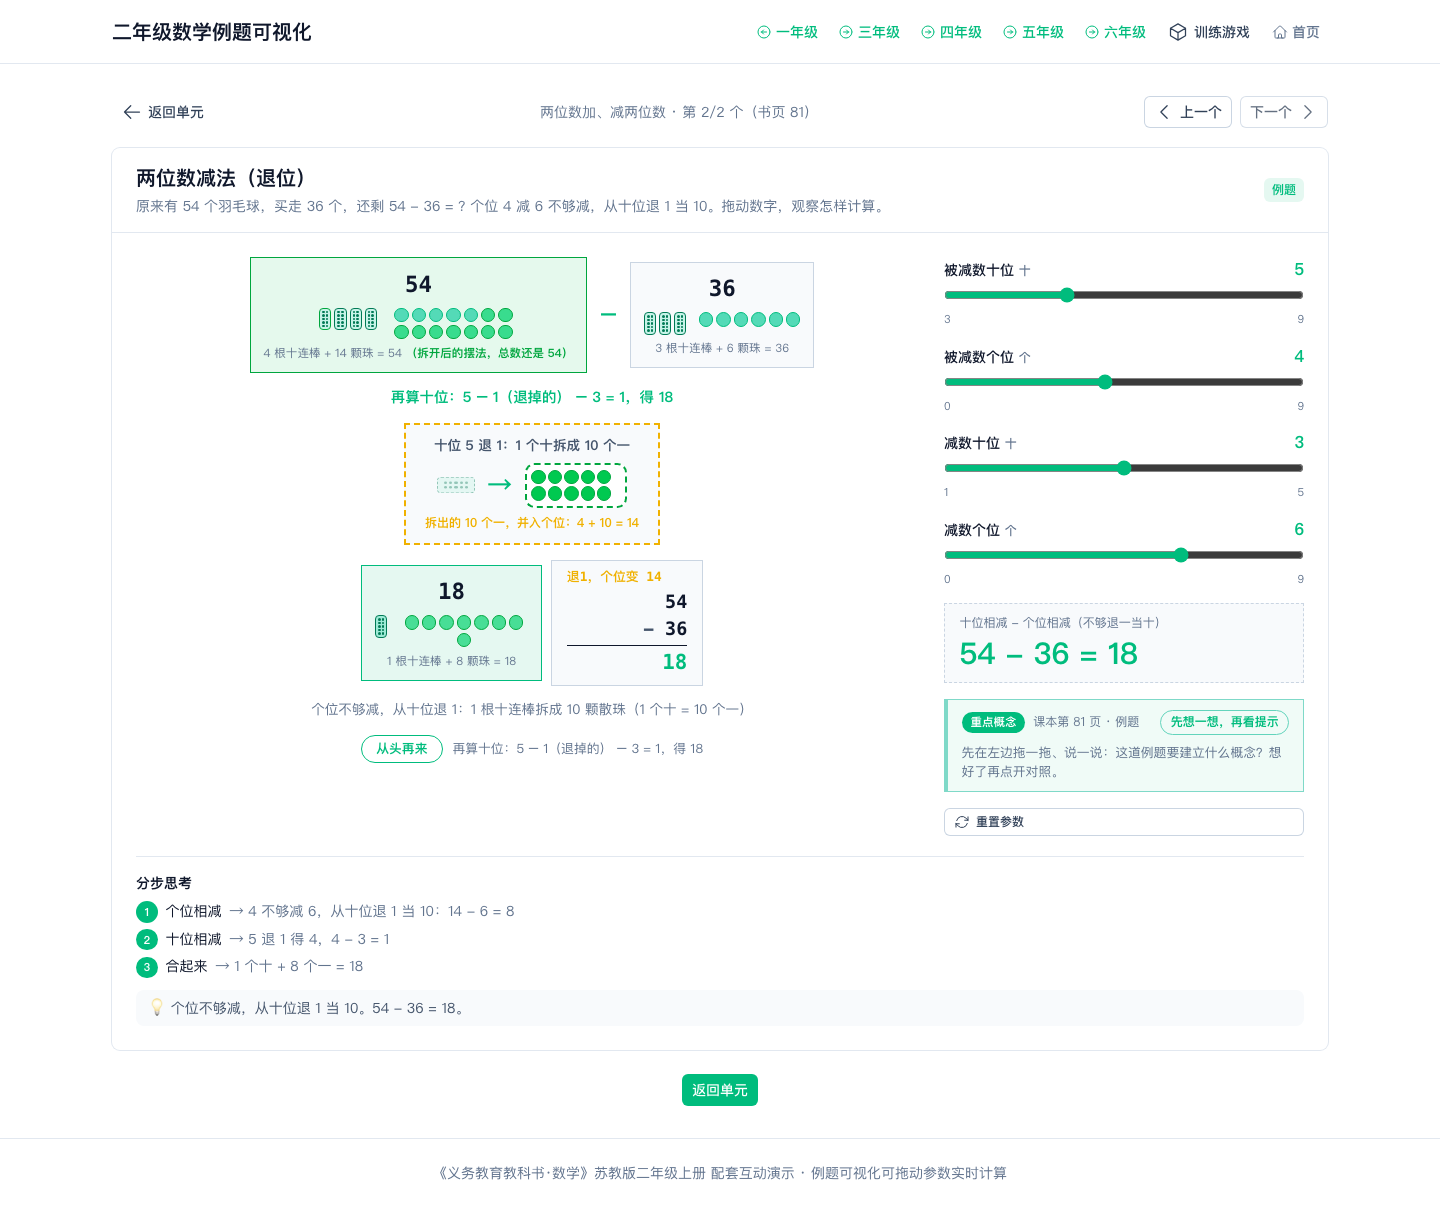 二年级数学例题可视化
一年级 三年级 四年级 五年级 六年级 训练游戏 首页
返回单元 两位数加、减两位数 · 第 2/2 个（书页 81） 上一个 下一个
两位数减法（退位）
原来有 54 个羽毛球，买走 36 个，还剩 54 − 36 = ? 个位 4 减 6 不够减，从十位退 1 当 10。拖动数字，观察怎样计算。
例题
54
4 根十连棒 + 14 颗珠 = 54 （拆开后的摆法，总数还是 54）
−
36
3 根十连棒 + 6 颗珠 = 36
再算十位：5 − 1（退掉的） − 3 = 1，得 18
十位 5 退 1：1 个十拆成 10 个一
→
拆出的 10 个一，并入个位：4 + 10 = 14
18
1 根十连棒 + 8 颗珠 = 18
退1，个位变 14
54
− 36
18
个位不够减，从十位退 1：1 根十连棒拆成 10 颗散珠（1 个十 = 10 个一）
从头再来 再算十位：5 − 1（退掉的） − 3 = 1，得 18
被减数十位 十 5
3 9
被减数个位 个 4
0 9
减数十位 十 3
1 5
减数个位 个 6
0 9
十位相减 − 个位相减（不够退一当十）
54 − 36 = 18
重点概念 课本第 81 页 · 例题 先想一想，再看提示
先在左边拖一拖、说一说：这道例题要建立什么概念？想
好了再点开对照。
重置参数
分步思考
1 个位相减 → 4 不够减 6，从十位退 1 当 10：14 − 6 = 8
2 十位相减 → 5 退 1 得 4，4 − 3 = 1
3 合起来 → 1 个十 + 8 个一 = 18
💡 个位不够减，从十位退 1 当 10。54 − 36 = 18。
返回单元
《义务教育教科书·数学》苏教版二年级上册 配套互动演示 · 例题可视化可拖动参数实时计算